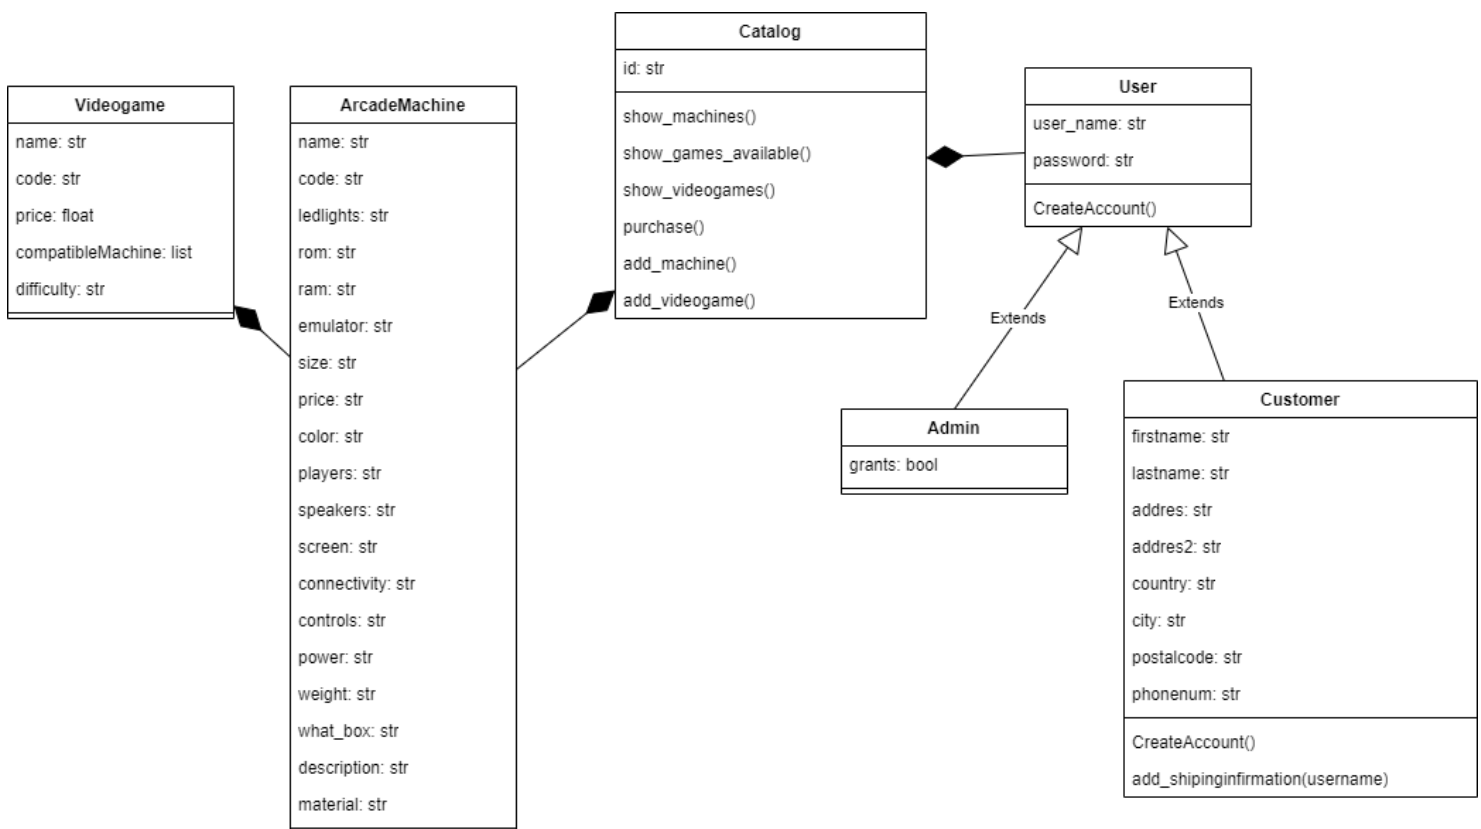 Videogame
name: str
code: str
price: float
compatibleMachine: list
difficulty: str
ArcadeMachine
name: str
code: str
ledlights: str
rom: str
ram: str
emulator: str
size: str
price: str
color: str
players: str
speakers: str
screen: str
connectivity: str
controls: str
power: str
weight: str
what_box: str
description: str
material: str
Catalog
id: str
show_machines()
show_games_available()
show_videogames()
purchase()
add_machine()
add_videogame()
User
user_name: str
password: str
CreateAccount()
Extends
Extends
Admin
grants: bool
Customer
firstname: str
lastname: str
addres: str
addres2: str
country: str
city: str
postalcode: str
phonenum: str
CreateAccount()
add_shipinginfirmation(username)